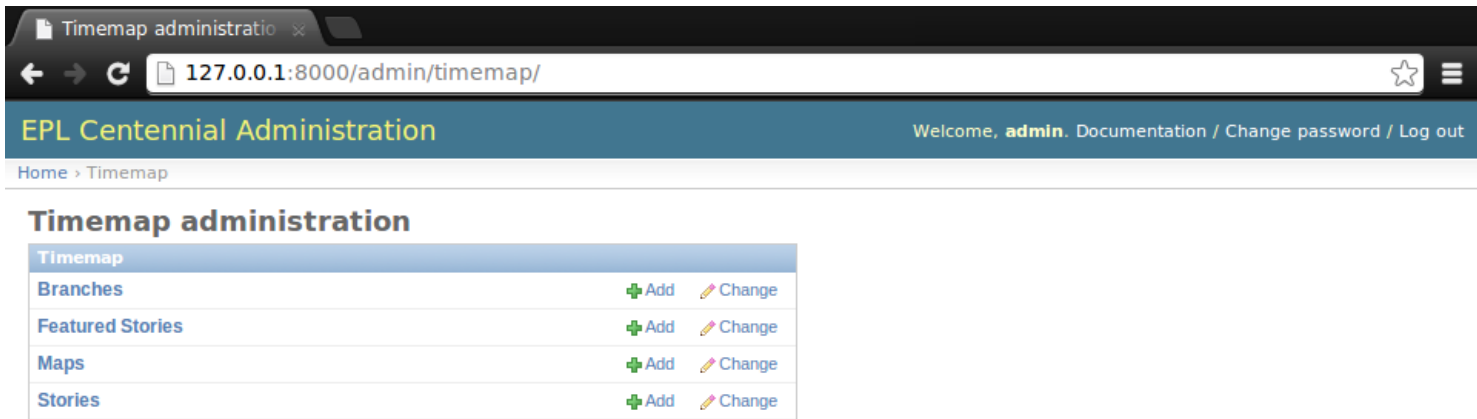 Timemap administratio
127.0.0.1:8000/admin/timemap/
EPL Centennial Administration Welcome, admin. Documentation / Change password / Log out
Home › Timemap
Timemap administration
Timemap
Branches Add Change
Featured Stories Add Change
Maps Add Change
Stories Add Change